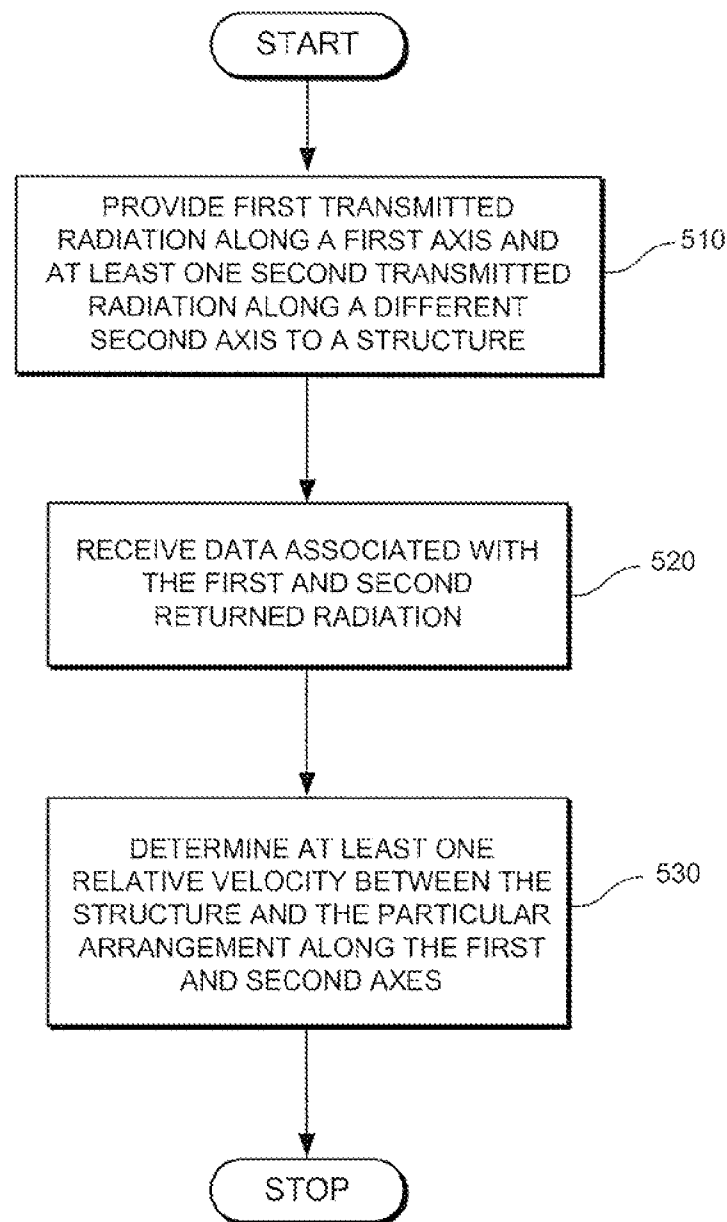 START
PROVIDE FIRST TRANSMITTED
RADIATION ALONG A FIRST AXIS AND
AT LEAST ONE SECOND TRANSMITTED
RADIATION ALONG A DIFFERENT
SECOND AXIS TO A STRUCTURE
510
RECEIVE DATA ASSOCIATED WITH
THE FIRST AND SECOND
RETURNED RADIATION
520
DETERMINE AT LEAST ONE
RELATIVE VELOCITY BETWEEN THE
STRUCTURE AND THE PARTICULAR
ARRANGEMENT ALONG THE FIRST
AND SECOND AXES
530
STOP